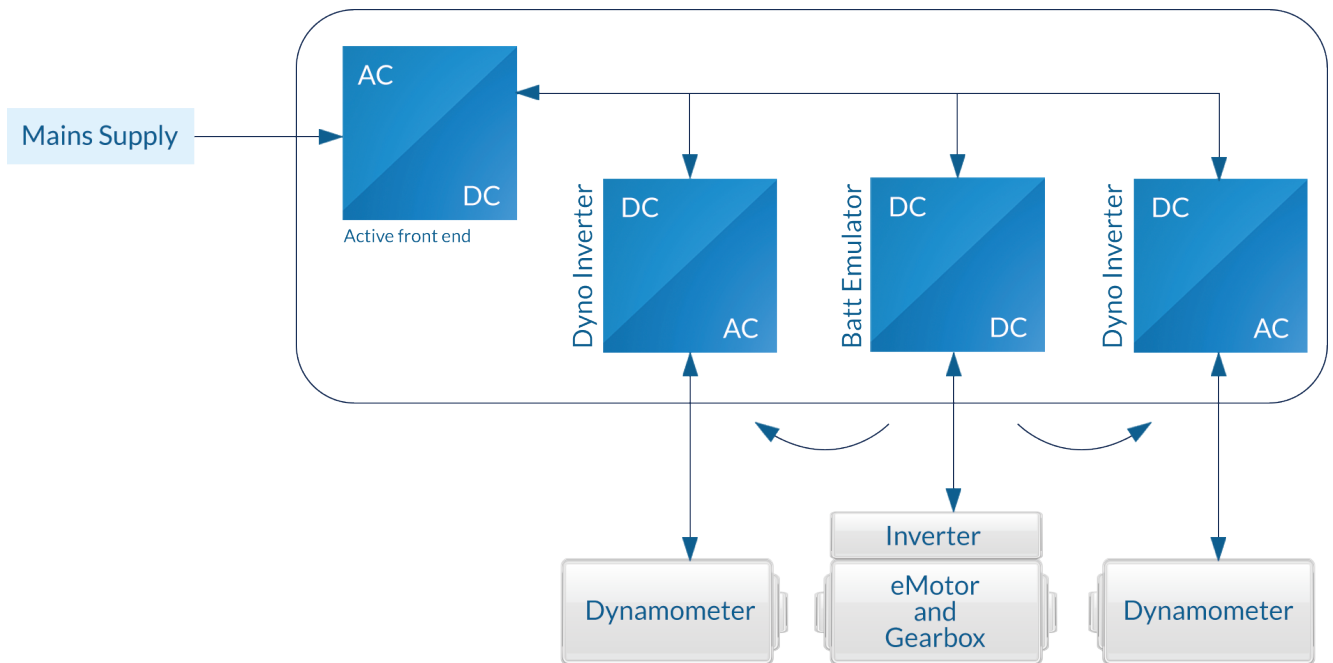 AC
Mains Supply
DC
Active front end
Dyno Inverter
DC
AC
Batt Emulator
DC
DC
Dyno Inverter
DC
AC
Inverter
Dynamometer
eMotor
and
Gearbox
Dynamometer